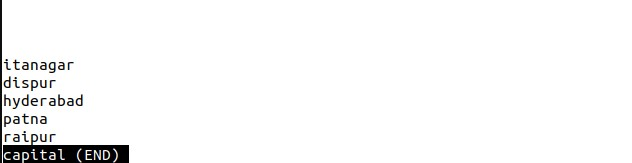 itanagar
dispur
hyderabad
patna
raipur
capital (END)